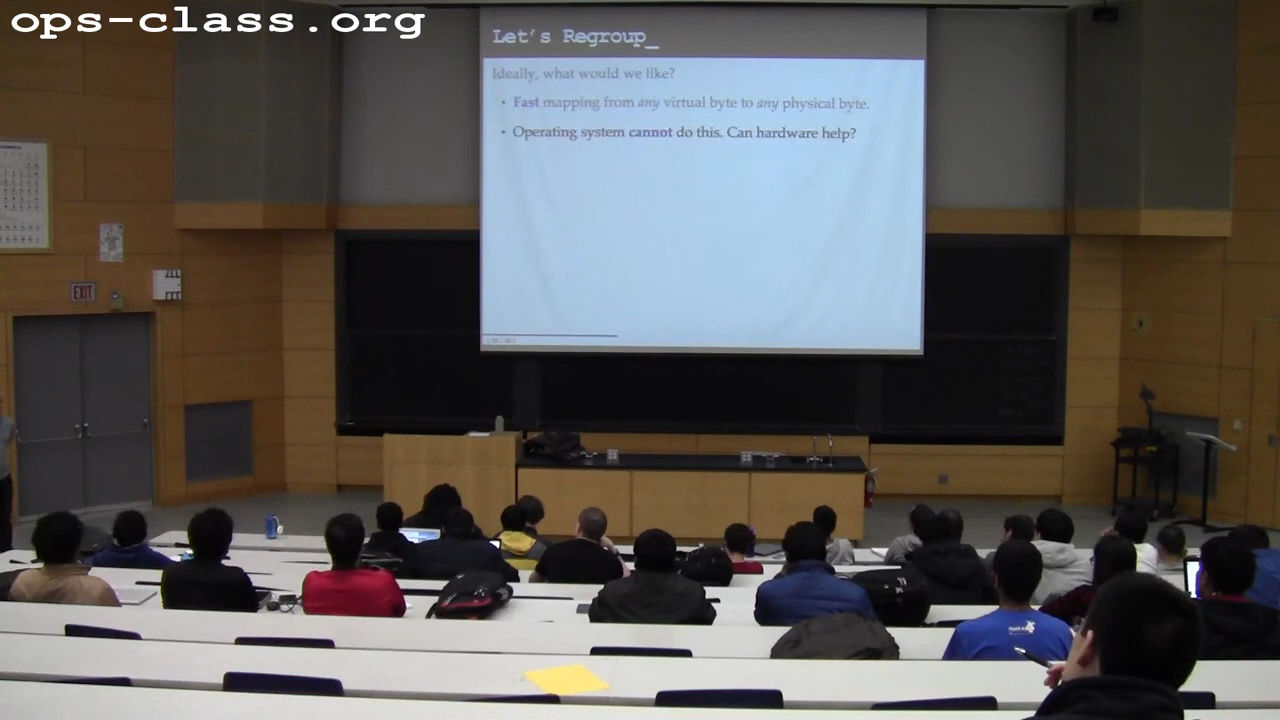 ops-class.org
Let's Regroup_
Ideally, what would we like?
• Fast mapping from any virtual byte to any physical byte.
• Operating system cannot do this. Can hardware help?
EXIT